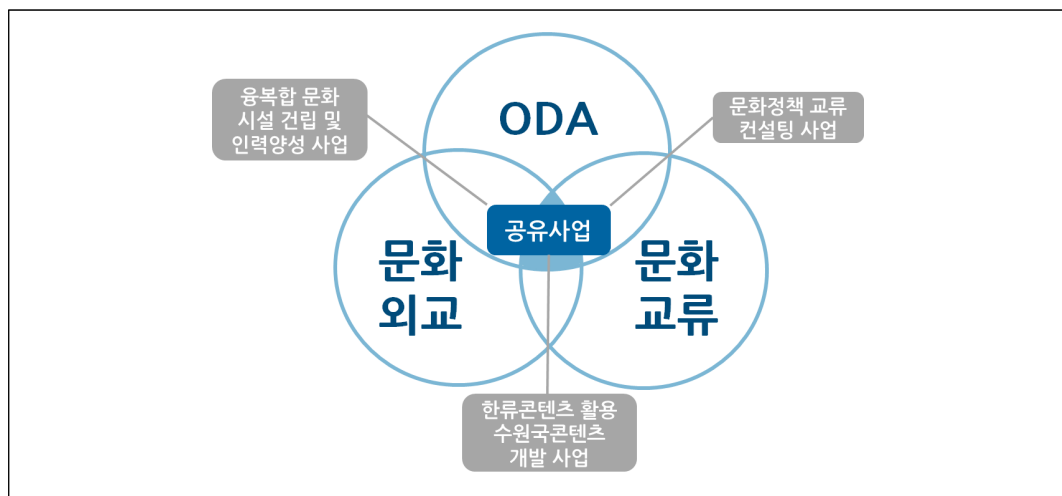 융복합 문화
시설 건립 및
인력양성 사업
ODA
문화정책 교류
컨설팅 사업
공유사업
문화
외교
문화
교류
한류콘텐츠 활용
수원국콘텐츠
개발 사업